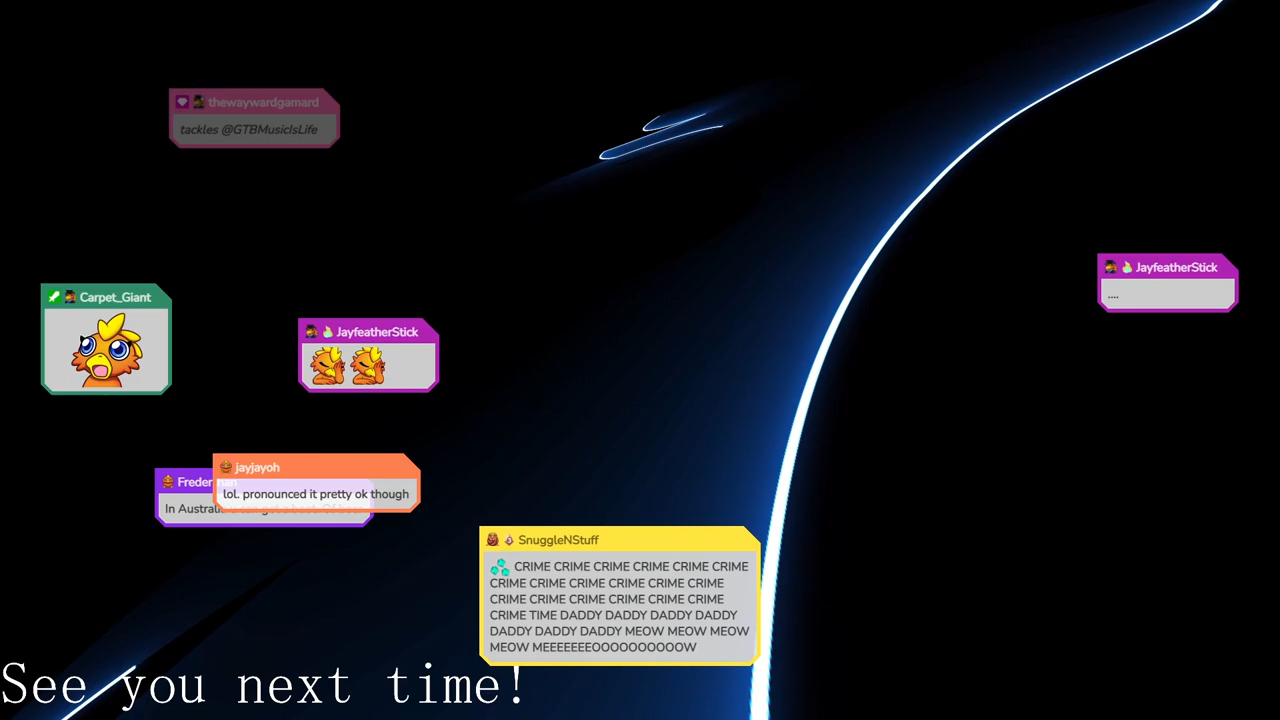 thewaywardgamard
tackles @GTBMusicIsLife
JayfeatherStick
....
Carpet_Giant
JayfeatherStick
jayjayoh
lol. pronounced it pretty ok though
Freder
In Austral
SnuggleNStuff
CRIME CRIME CRIME CRIME CRIME CRIME
CRIME CRIME CRIME CRIME CRIME CRIME
CRIME CRIME CRIME CRIME CRIME CRIME
CRIME TIME DADDY DADDY DADDY DADDY
DADDY DADDY DADDY MEOW MEOW MEOW
MEOW MEEEEEEEOOOOOOOOOOW
See you next time!